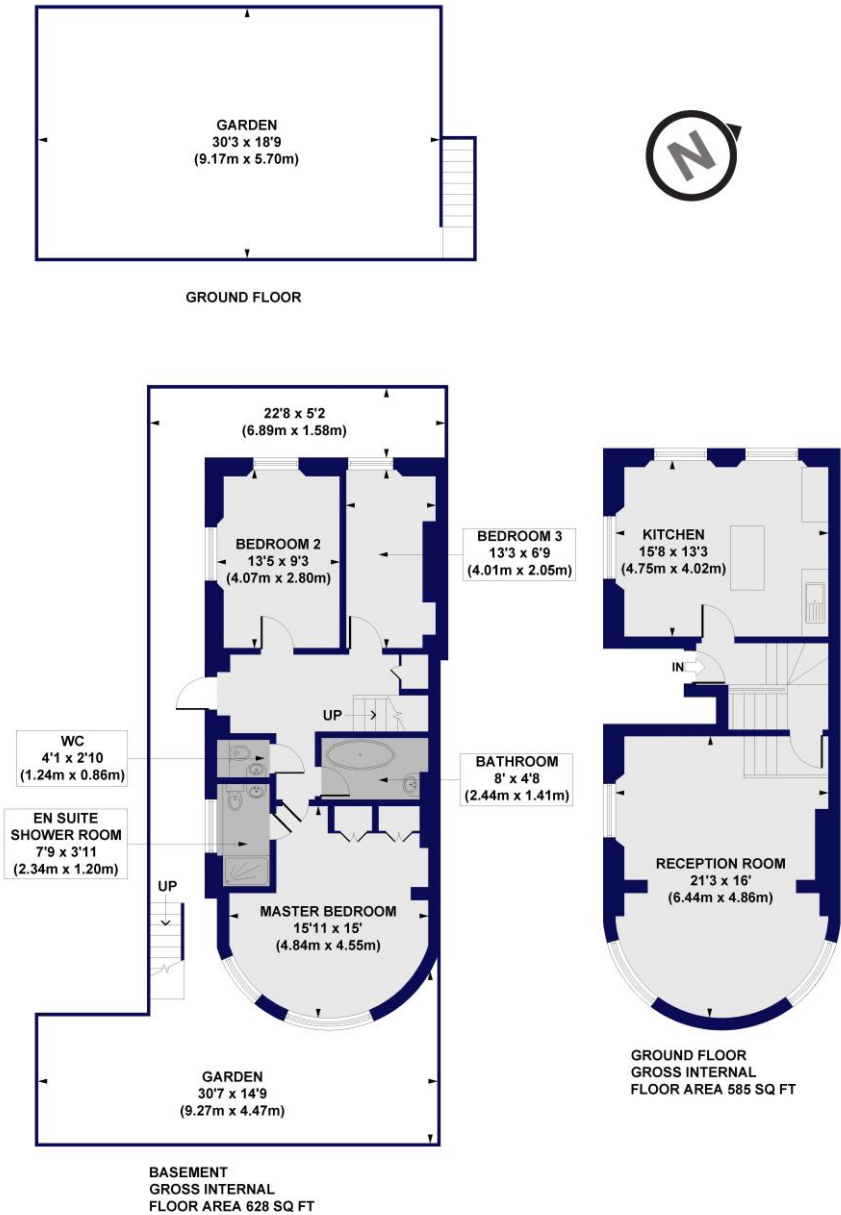 GARDEN
30'3 x 18'9
(9.17m x 5.70m)
N
GROUND FLOOR
22'8 x 5'2
(6.89m x 1.58m)
BEDROOM 2
13'5 x 9'3
(4.07m x 2.80m)
BEDROOM 3
13'3 x 6'9
(4.01m x 2.05m)
KITCHEN
15'8 x 13'3
(4.75m x 4.02m)
IN
UP
WC
4'1 x 2'10
(1.24m x 0.86m)
BATHROOM
8' x 4'8
(2.44m x 1.41m)
EN SUITE
SHOWER ROOM
7'9 x 3'11
(2.34m x 1.20m)
UP
MASTER BEDROOM
15'11 x 15'
(4.84m x 4.55m)
RECEPTION ROOM
21'3 x 16'
(6.44m x 4.86m)
GARDEN
30'7 x 14'9
(9.27m x 4.47m)
GROUND FLOOR
GROSS INTERNAL
FLOOR AREA 585 SQ FT
BASEMENT
GROSS INTERNAL
FLOOR AREA 628 SQ FT